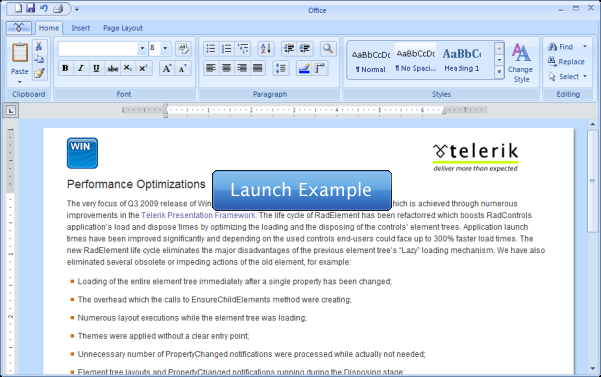 Office
Home Insert Page Layout
8
Paste
B I U abc X₂ X² A A
Clipboard Font Paragraph Styles Editing
AaBbCcDc AaBbCcDc AaBbCc
¶ Normal ¶ No Spaci... Heading 1
Change
Style
Find
Replace
Select
WIN
telerik
deliver more than expected
Performance Optimizations
Launch Example
The very focus of Q3 2009 release of Win which is achieved through numerous
improvements in the Telerik Presentation Framework. The life cycle of RadElement has been refactorred which boosts RadControls
application's load and dispose times by optimizing the loading and the disposing of the controls' element trees. Application launch
times have been improved significantly and depending on the used controls end-users could face up to 300% faster load times. The
new RadElement life cycle eliminates the major disadvantages of the previous element tree's "Lazy" loading mechanism. We have also
eliminated several obsolete or impeding actions of the old element, for example:
Loading of the entire element tree immediately after a single property has been changed;
The overhead which the calls to EnsureChildElements method were creating;
Numerous layout executions while the element tree was loading;
Themes were applied without a clear entry point;
Unnecessary number of PropertyChanged notifications were processed while actually not needed;
Element tree layouts and PropertyChanged notifications running during the Disposing stage;